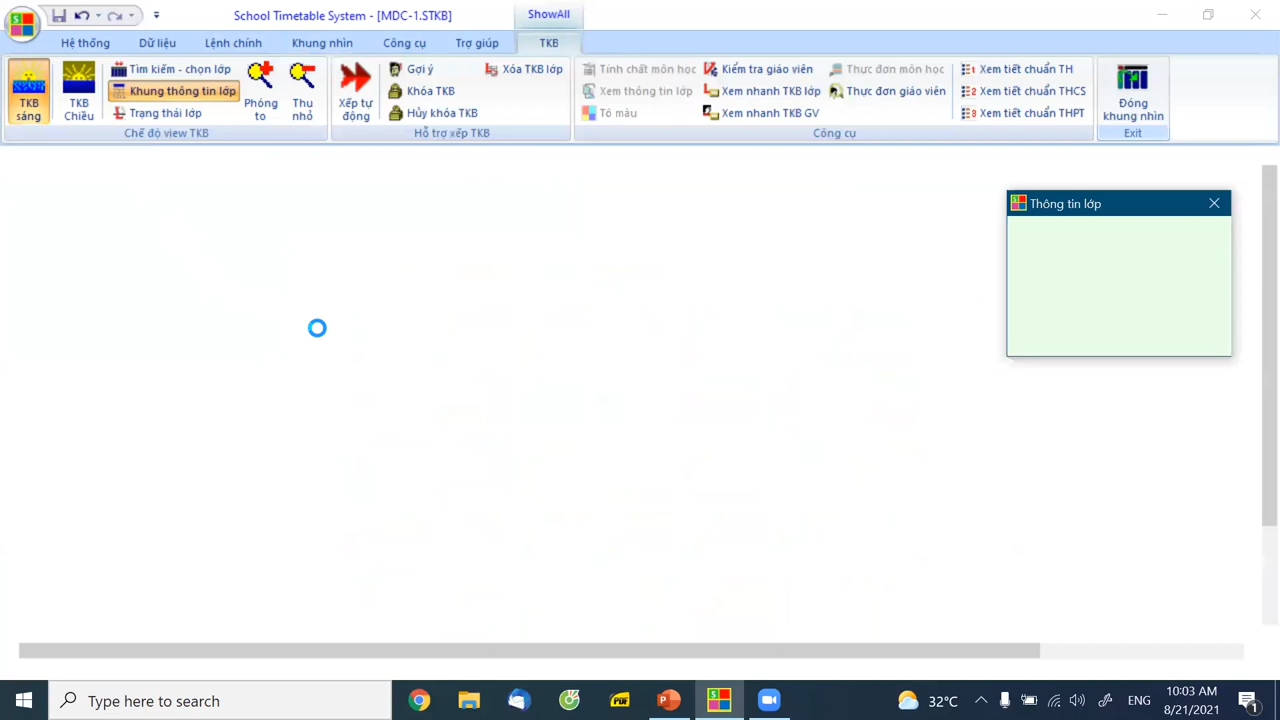 School Timetable System - [MDC-1.STKB]
ShowAll
Hệ thống
Dữ liệu
Lệnh chính
Khung nhìn
Công cụ
Trợ giúp
TKB
TKB sáng
TKB Chiều
Tìm kiếm - chọn lớp
Khung thông tin lớp
Trạng thái lớp
Phóng to
Thu nhỏ
Chế độ view TKB
Xếp tự động
Gợi ý
Khóa TKB
Hủy khóa TKB
Xóa TKB lớp
Hỗ trợ xếp TKB
Tính chất môn học
Xem thông tin lớp
Tô màu
Kiểm tra giáo viên
Xem nhanh TKB lớp
Xem nhanh TKB GV
Thực đơn môn học
Thực đơn giáo viên
Xem tiết chuẩn TH
Xem tiết chuẩn THCS
Xem tiết chuẩn THPT
Công cụ
Đóng khung nhìn
Exit
Thông tin lớp
Type here to search
PDF
32°C
ENG
10:03 AM
8/21/2021
1